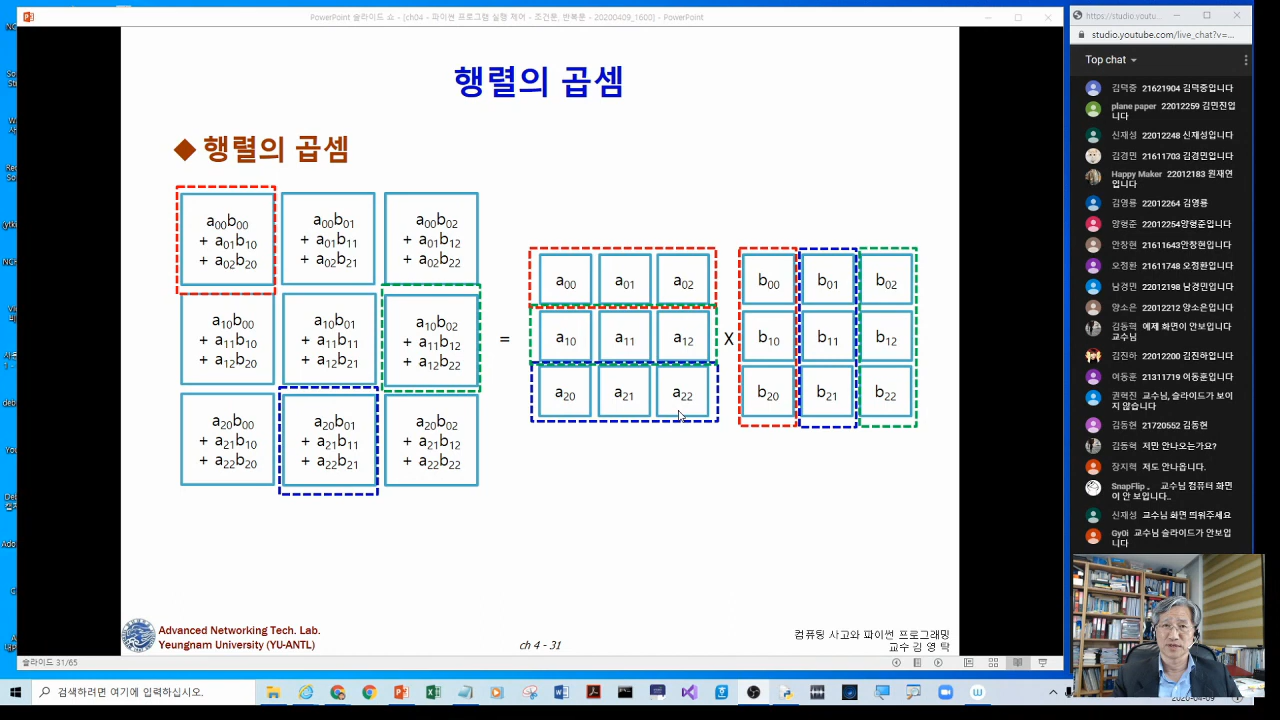 PowerPoint 슬라이드 쇼 - [ch04 - 파이썬 프로그램 실행 제어 - 조건문, 반복문 - 20200409_1600] - PowerPoint
행렬의 곱셈
◆ 행렬의 곱셈
a00b00
+ a01b10
+ a02b20
a00b01
+ a01b11
+ a02b21
a00b02
+ a01b12
+ a02b22
a10b00
+ a11b10
+ a12b20
a10b01
+ a11b11
+ a12b21
a10b02
+ a11b12
+ a12b22
a20b00
+ a21b10
+ a22b20
a20b01
+ a21b11
+ a22b21
a20b02
+ a21b12
+ a22b22
=
a00 a01 a02
a10 a11 a12
a20 a21 a22
X
b00 b01 b02
b10 b11 b12
b20 b21 b22
Advanced Networking Tech. Lab.
Yeungnam University (YU-ANTL)
ch 4 - 31
컴퓨팅 사고와 파이썬 프로그래밍
교수 김 영 탁
슬라이드 31/65
검색하려면 여기에 입력하십시오.
https://studio.youtu...
studio.youtube.com/live_chat?v=...
Top chat
김덕중 21621904 김덕중입니다
plane paper 22012259 김민진입
니다
신재성 22012248 신재성입니다
김경민 21611703 김경민입니다
Happy Maker 22012183 원재연
입니다
김영룡 22012264 김영룡
양형준 22012254양형준입니다
안창현 21611643안창현입니다
오정환 21611748 오정환입니다
남경민 22012198 남경민입니다
양소은 22012212 양소은입니다
김동혁 예제 화면이 안보입니다
교수님
김진하 22012200 김진하입니다
이동훈 21311719 이동훈입니다
권혁진 교수님, 슬라이드가 보이
지 않습니다
김동현 21720552 김동현
김동혁 저만 안나오는가요?
장지혁 저도 안나옵니다.
SnapFlip 。 교수님 컴퓨터 화면
이 안 보입니다..
신재성 교수님 화면 띄워주세요
Gy0i 교수님 슬라이드가 안보입
니다
2020-04-09